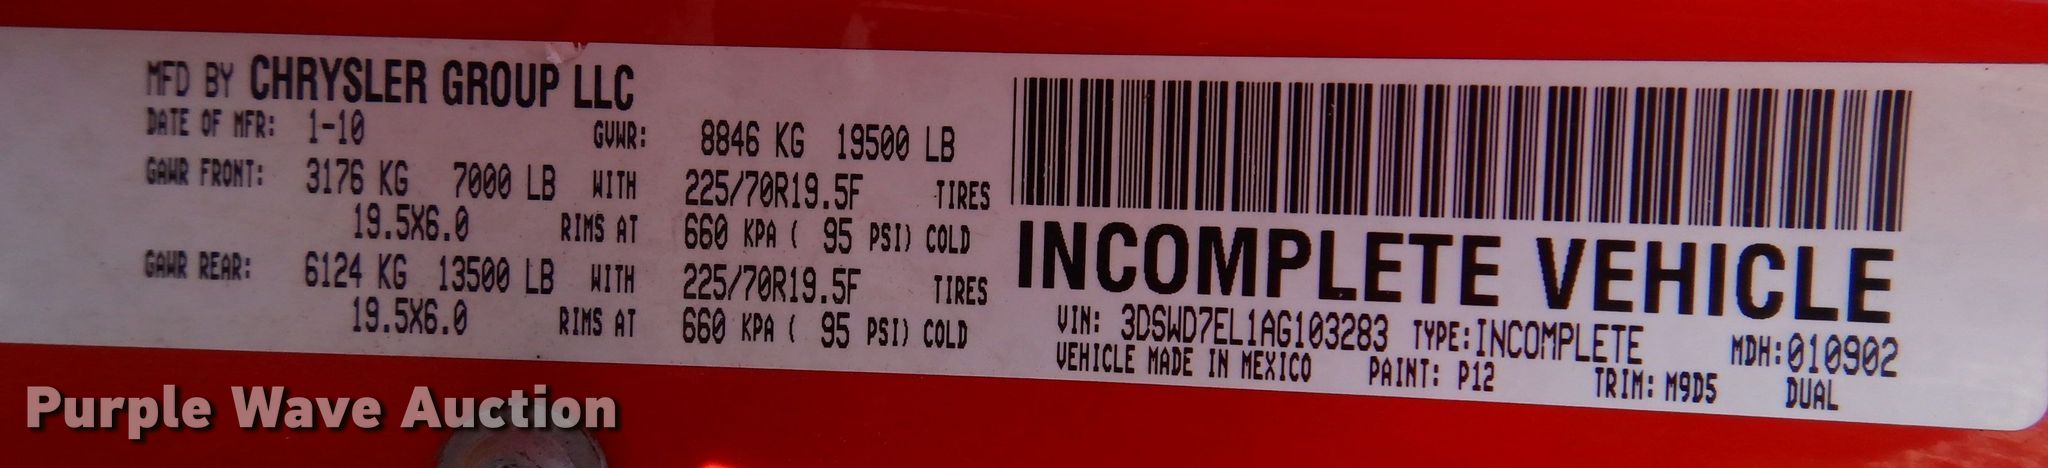 MFD BY CHRYSLER GROUP LLC
DATE OF MFR: 1-10 GVWR: 8846 KG 19500 LB
GAWR FRONT: 3176 KG 7000 LB WITH 225/70R19.5F TIRES
19.5X6.0 RIMS AT 660 KPA ( 95 PSI) COLD
GAWR REAR: 6124 KG 13500 LB WITH 225/70R19.5F TIRES
19.5X6.0 RIMS AT 660 KPA ( 95 PSI) COLD
INCOMPLETE VEHICLE
VIN: 3DSWD7EL1AG103283 TYPE: INCOMPLETE MDH: 010902
VEHICLE MADE IN MEXICO PAINT: P12 TRIM: M9D5 DUAL
Purple Wave Auction